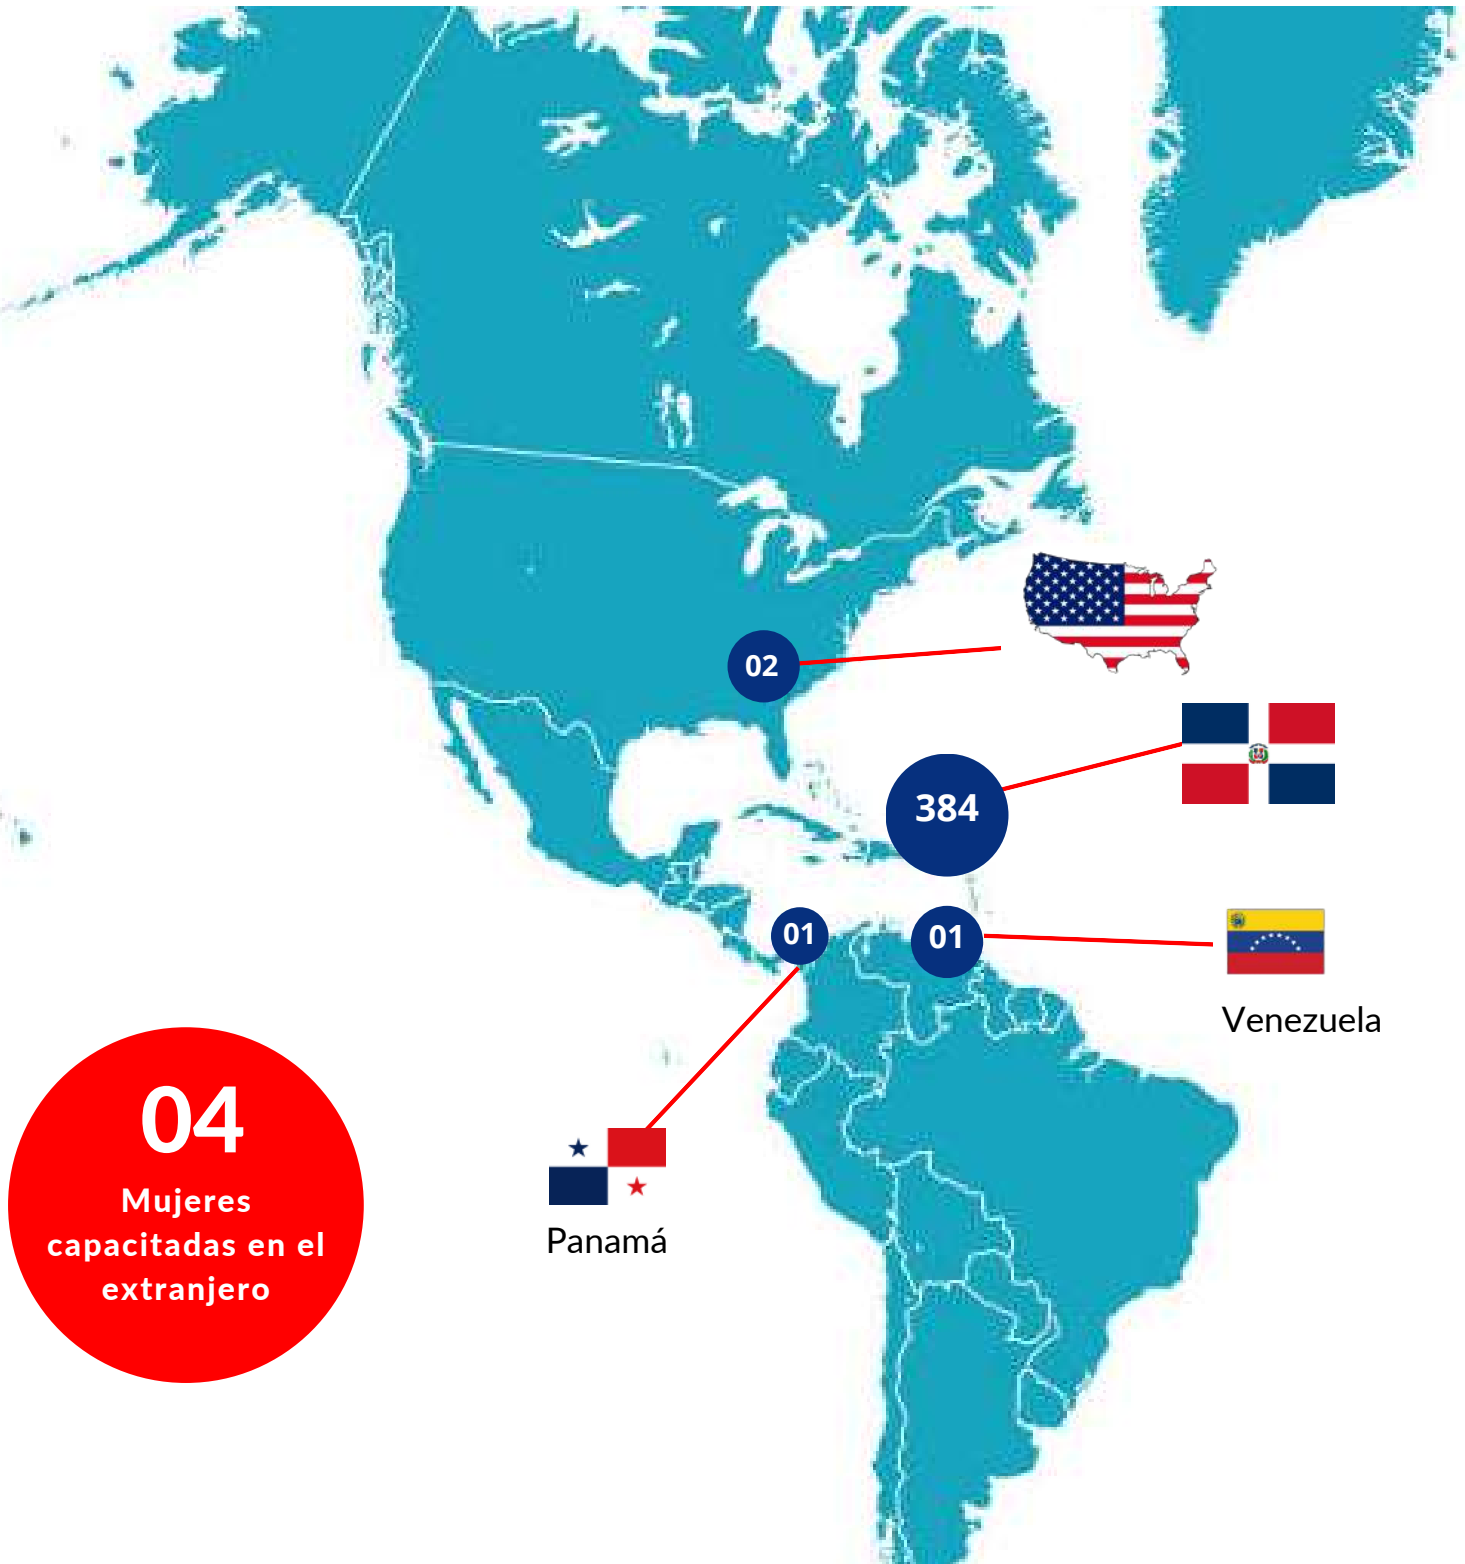 02
384
01
01
Venezuela
04
Mujeres
capacitadas en el
extranjero
Panamá